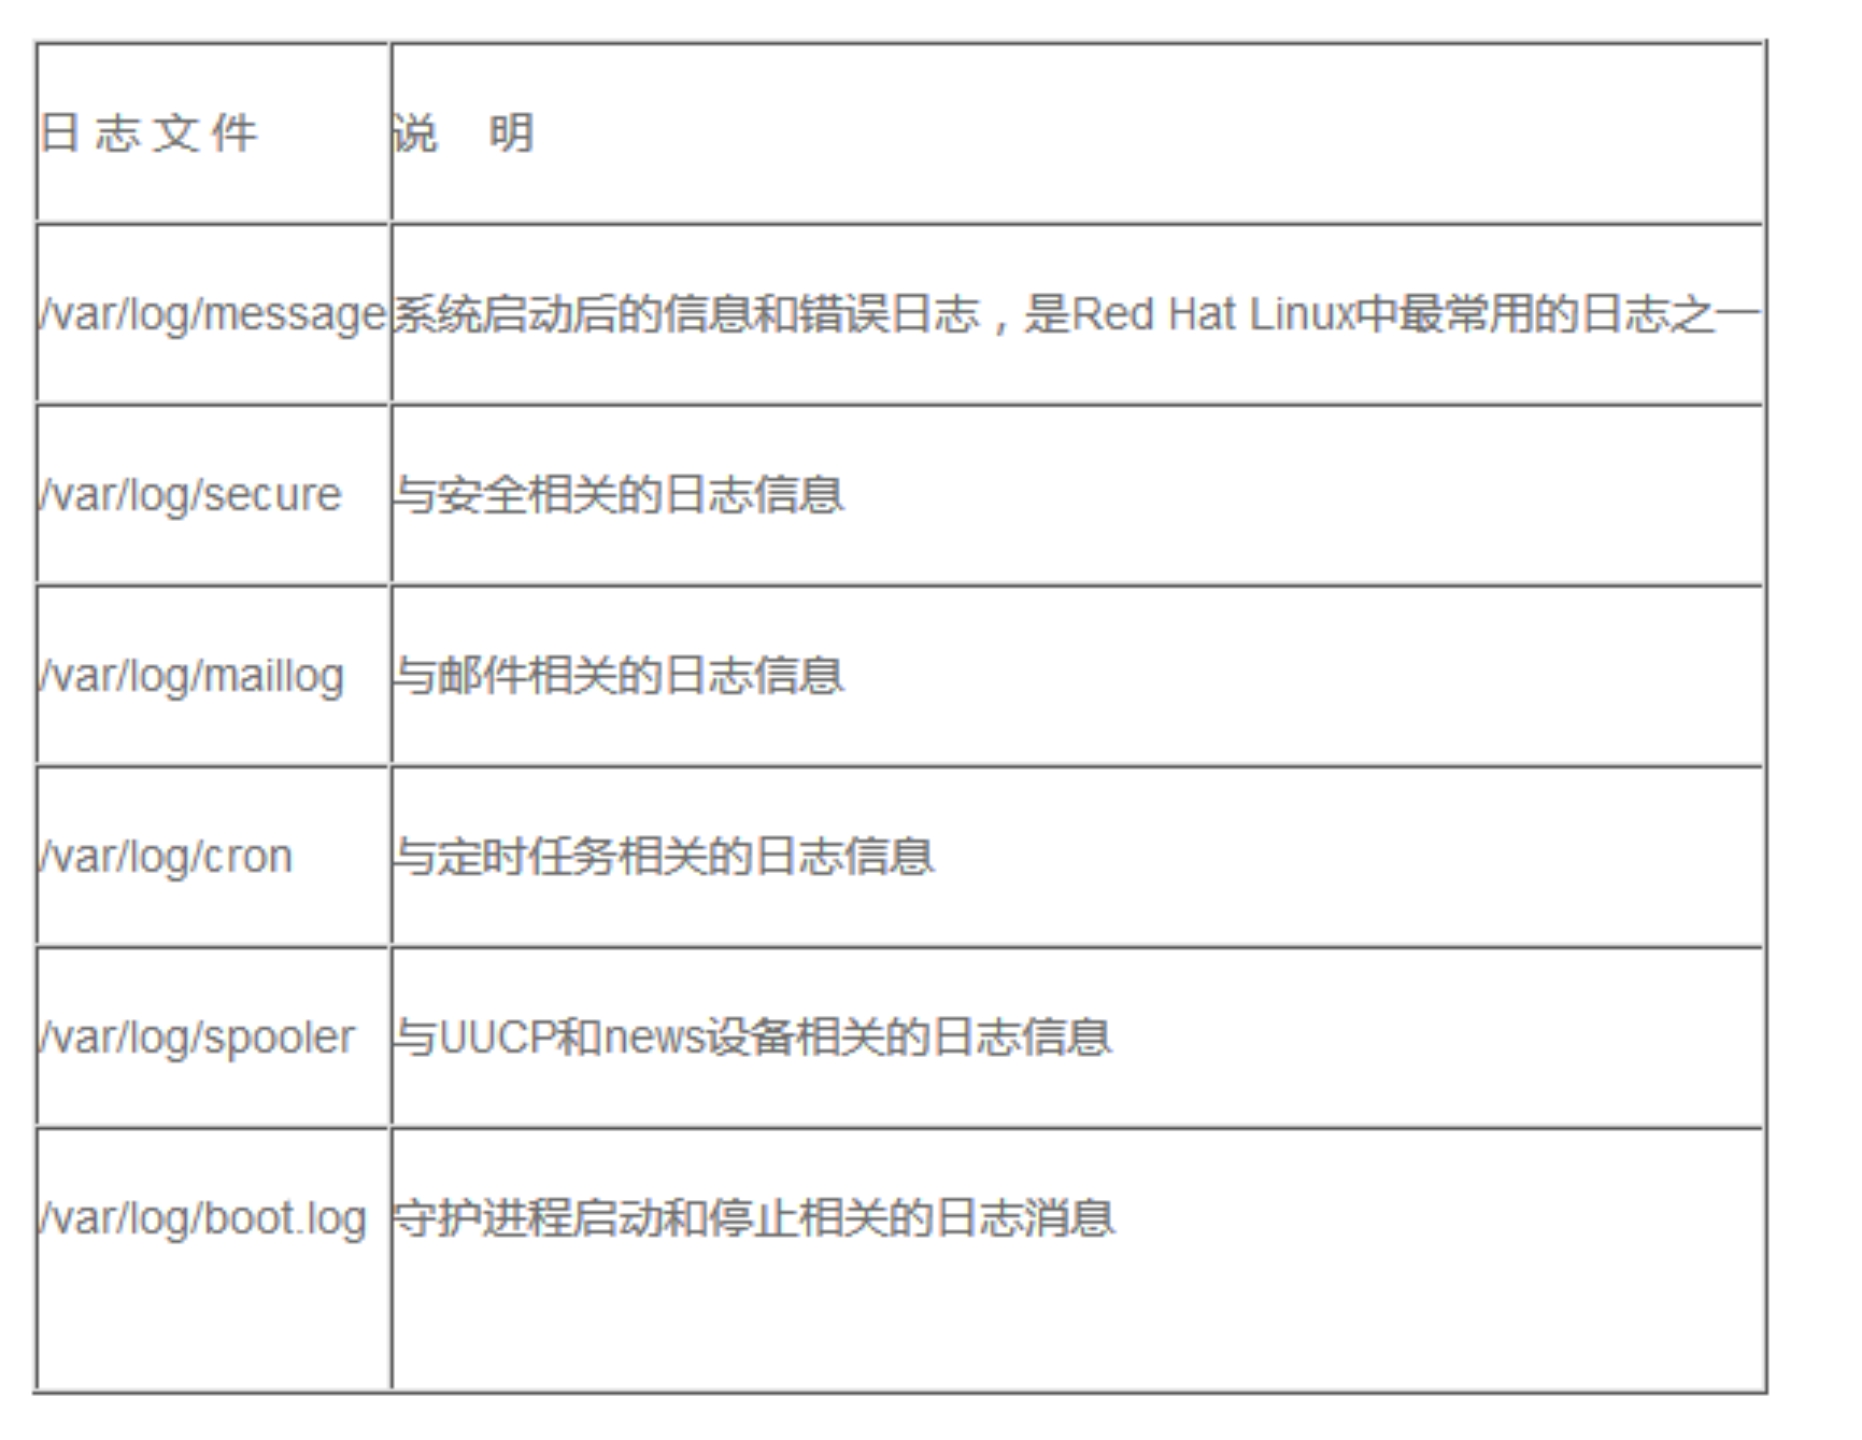 日 志 文 件 说 明
/var/log/message 系统启动后的信息和错误日志，是Red Hat Linux中最常用的日志之一
/var/log/secure 与安全相关的日志信息
/var/log/maillog 与邮件相关的日志信息
/var/log/cron 与定时任务相关的日志信息
/var/log/spooler 与UUCP和news设备相关的日志信息
/var/log/boot.log 守护进程启动和停止相关的日志消息